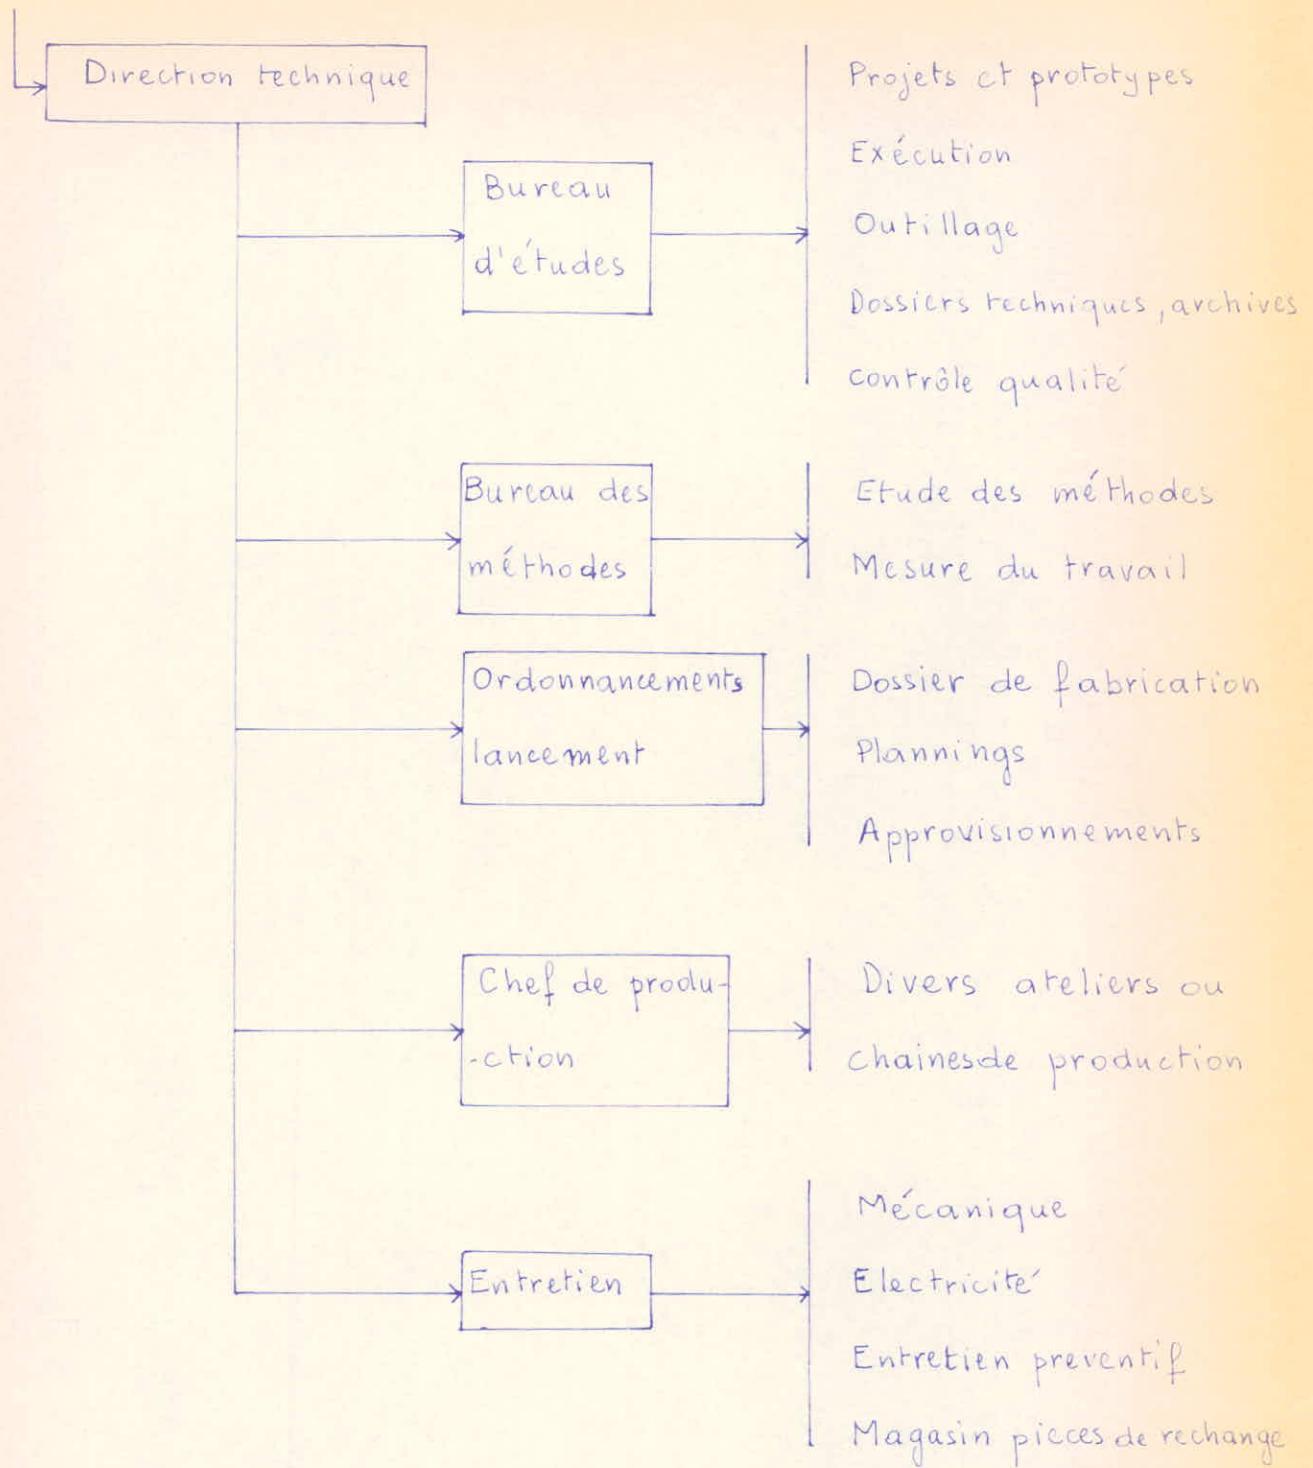 Direction technique
Bureau
d'études
Projets et prototypes
Exécution
Outillage
Dossiers techniques, archives
contrôle qualité
Bureau des
méthodes
Etude des méthodes
Mesure du travail
Ordonnancements
lancement
Dossier de fabrication
Plannings
Approvisionnements
Chef de produ-
-ction
Divers ateliers ou
chainesde production
Entretien
Mécanique
Electricité
Entretien preventif
Magasin pieces de rechange